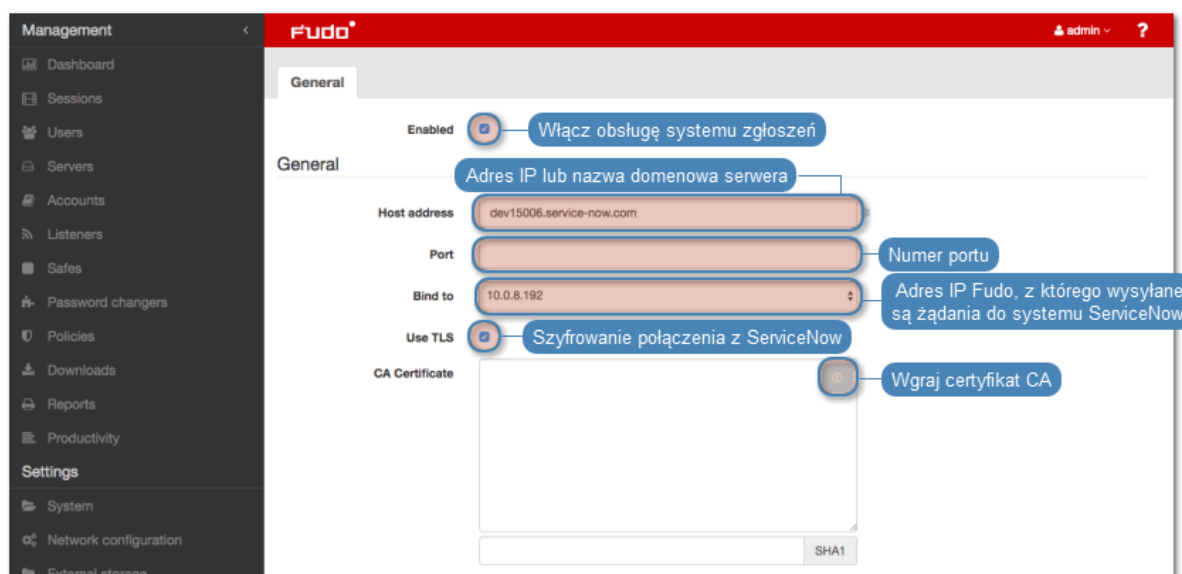 Management
Fudo
admin
?
Dashboard
Sessions
Users
Servers
Accounts
Listeners
Safes
Password changers
Policies
Downloads
Reports
Productivity
Settings
System
Network configuration
External storage
General
Enabled
Włącz obsługę systemu zgłoszeń
General
Adres IP lub nazwa domenowa serwera
Host address
dev15006.service-now.com
Port
Numer portu
Bind to
10.0.8.192
Adres IP Fudo, z którego wysyłane
są żądania do systemu ServiceNow
Use TLS
Szyfrowanie połączenia z ServiceNow
CA Certificate
Wgraj certyfikat CA
SHA1